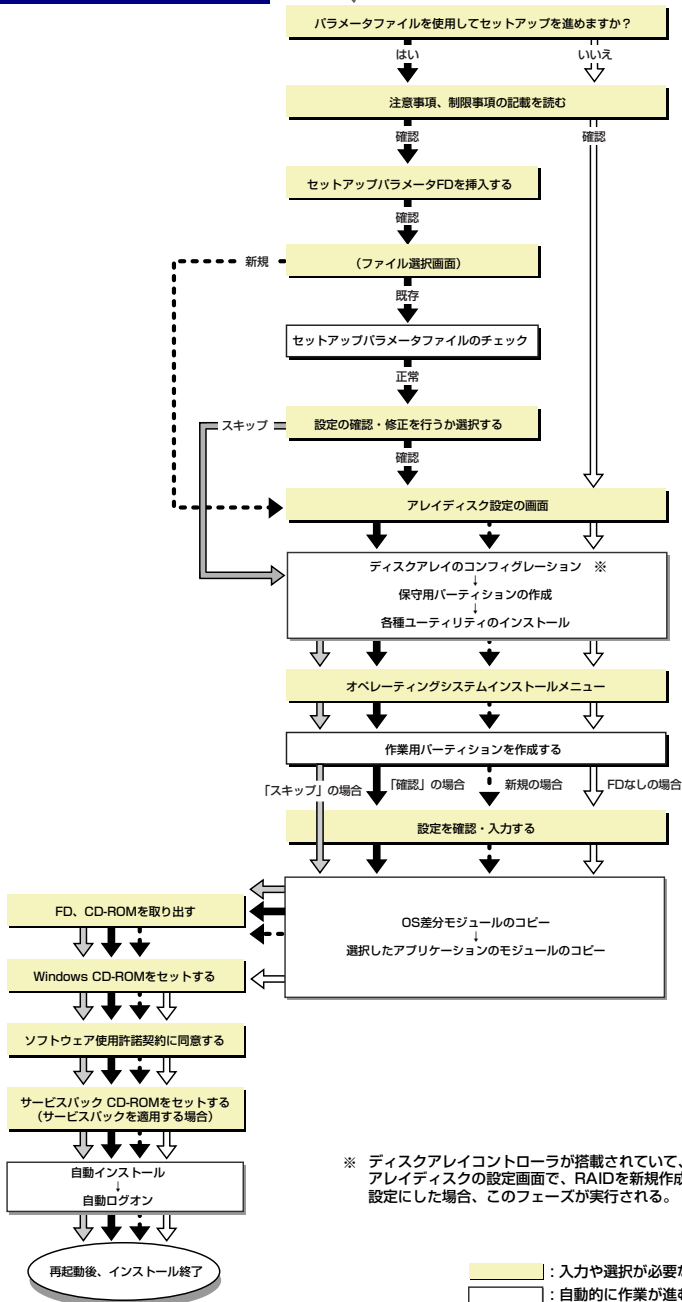 パラメータファイルを使用してセットアップを進めますか？
はい
いいえ
注意事項、制限事項の記載を読む
確認
確認
セットアップパラメータFDを挿入する
確認
新規
（ファイル選択画面）
既存
セットアップパラメータファイルのチェック
正常
スキップ
設定の確認・修正を行うか選択する
確認
アレイディスク設定の画面
ディスクアレイのコンフィグレーション　※
↓
保守用パーティションの作成
↓
各種ユーティリティのインストール
オペレーティングシステムインストールメニュー
作業用パーティションを作成する
「スキップ」の場合
「確認」の場合
新規の場合
FDなしの場合
設定を確認・入力する
OS差分モジュールのコピー
↓
選択したアプリケーションのモジュールのコピー
FD、CD-ROMを取り出す
Windows CD-ROMをセットする
ソフトウェア使用許諾契約に同意する
サービスパック CD-ROMをセットする
（サービスパックを適用する場合）
自動インストール
↓
自動ログオン
再起動後、インストール終了
※　ディスクアレイコントローラが搭載されていて、
アレイディスクの設定画面で、RAIDを新規作成
設定にした場合、このフェーズが実行される。
：入力や選択が必要な
：自動的に作業が進む